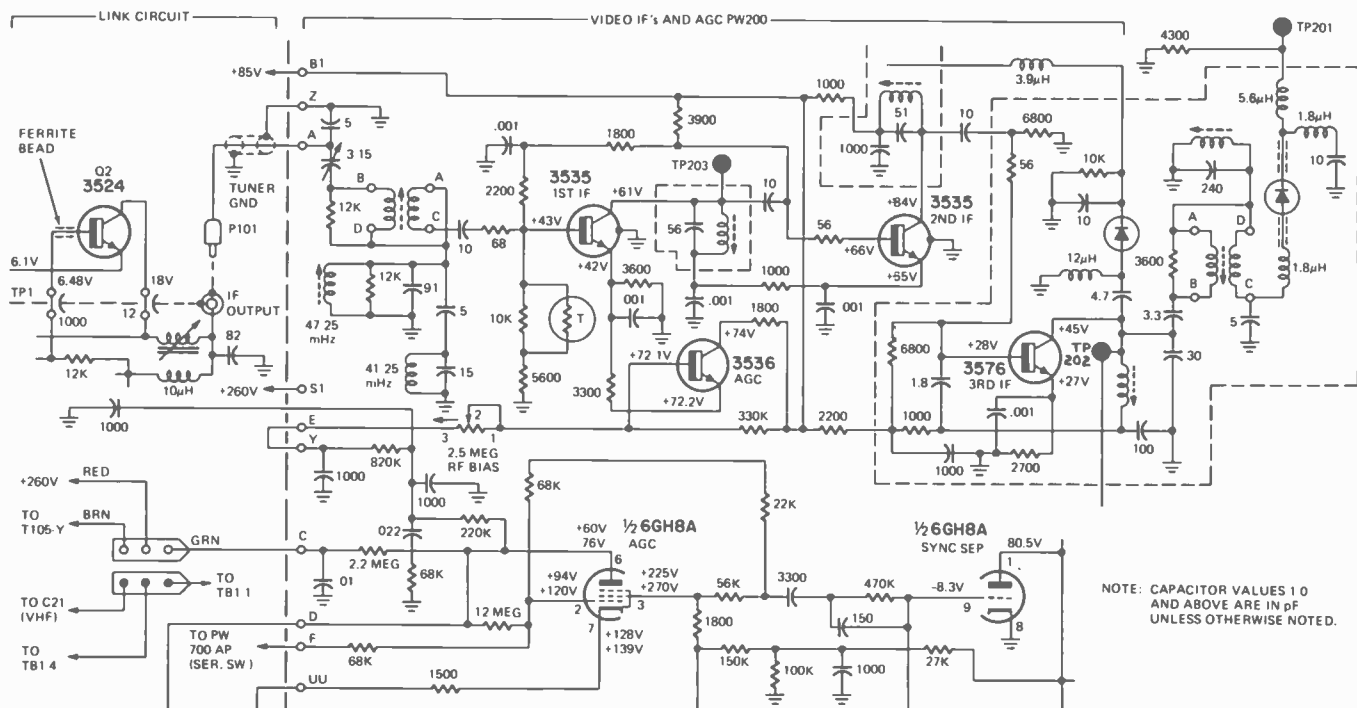 LINK CIRCUIT
VIDEO IF's AND AGC PW200
TP201
4300
+85V
B1
3.9µH
5.6µH
1.8µH
Z
5
A
3 15
FERRITE
BEAD
Q2
3524
TUNER
GND
P101
6.1V
6.48V
18V
TP1
IF
OUTPUT
1000
12
82
12K
10µH
+260V
S1
1000
B
A
12K
D
C
10
68
12K
91
47 25
mHz
5
41 25
mHz
15
.001
1800
3900
2200
3535
1ST IF
+61V
+43V
+42V
TP203
10
56
3600
001
10K
T
5600
3300
.001
1000
001
1800
+74V
+72.1V
3536
AGC
+72.2V
1000
51
1000
10
6800
56
+84V
3535
2ND IF
56
+66V
+55V
10K
10
12µH
4.7
6800
+28V
+45V
TP
202
3576
3RD IF
+27V
1.8
.001
1000
1000
2700
100
240
10
A
D
3600
B
C
1.8µH
3.3
5
30
E
2
3
1
2.5 MEG
RF BIAS
330K
2200
Y
1000
820K
1000
68K
22K
RED
+260V
BRN
TO
T105-Y
GRN
C
01
2.2 MEG
022
220K
68K
+60V
76V
½6GH8A
AGC
6
+94V
+120V
2
+225V
+270V
3
7
+128V
+139V
56K
3300
470K
150
½6GH8A
SYNC SEP
80.5V
1
-8.3V
9
8
TO
TB1 1
TO C21
(VHF)
TO
TB1 4
D
12 MEG
TO PW
700 AP
(SER. SW)
F
68K
UU
1500
1800
150K
100K
1000
27K
NOTE: CAPACITOR VALUES 1 0
AND ABOVE ARE IN pF
UNLESS OTHERWISE NOTED.